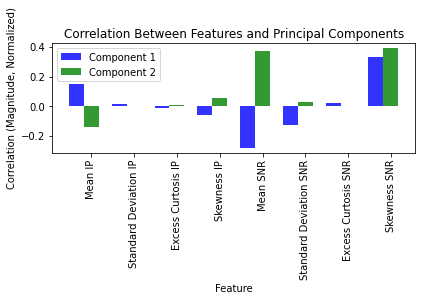 Correlation Between Features and Principal Components
Correlation (Magnitude, Normalized)
0.4
0.2
0.0
−0.2
Component 1
Component 2
Mean IP
Standard Deviation IP
Excess Curtosis IP
Skewness IP
Mean SNR
Standard Deviation SNR
Excess Curtosis SNR
Skewness SNR
Feature